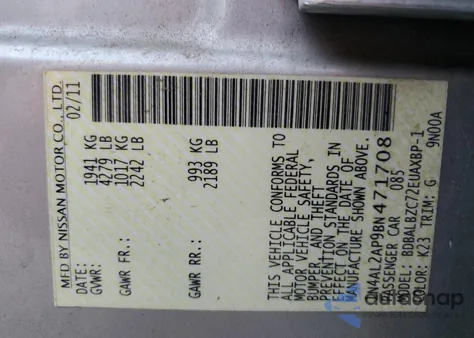 MFD BY NISSAN MOTOR CO., LTD.
DATE: 02/11
GVWR: 1941 KG
4279 LB
GAWR FR.: 1017 KG
2242 LB
GAWR RR.: 993 KG
2189 LB
THIS VEHICLE CONFORMS TO
ALL APPLICABLE FEDERAL
MOTOR VEHICLE SAFETY,
BUMPER, AND THEFT
PREVENTION STANDARDS IN
EFFECT ON THE DATE OF
MANUFACTURE SHOWN ABOVE.
1N4AL2AP9BN471708
PASSENGER CAR 085
MODEL: BDBALBZC7ZEUAXBP-1
COLOR: K23 TRIM: G 9N00A
autosnap